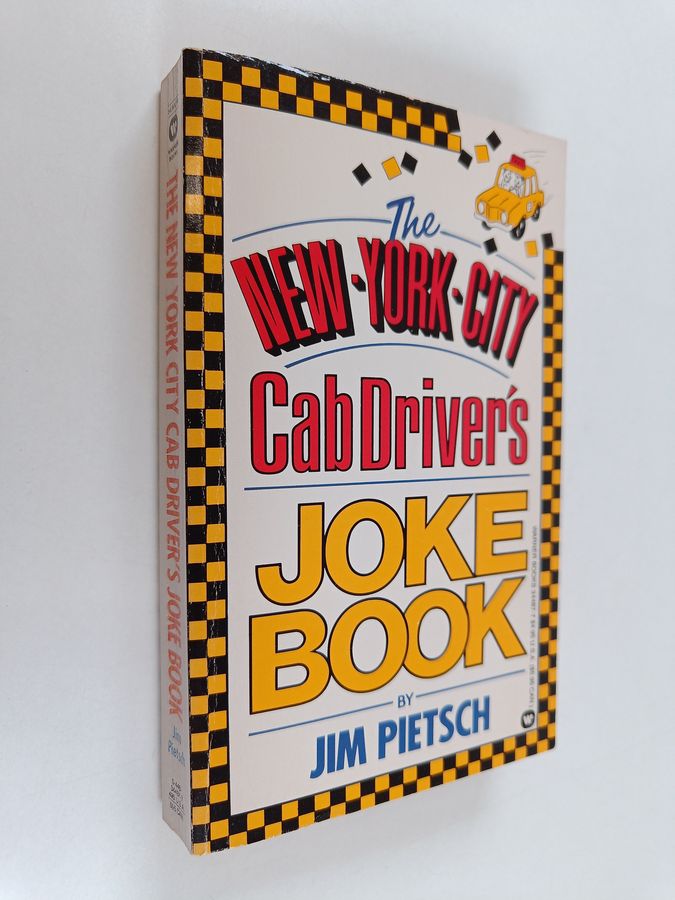 The
NEW·YORK·CITY
Cab Driver's
JOKE
BOOK
BY
JIM PIETSCH
THE NEW YORK CITY CAB DRIVER'S JOKE BOOK
Jim
Pietsch